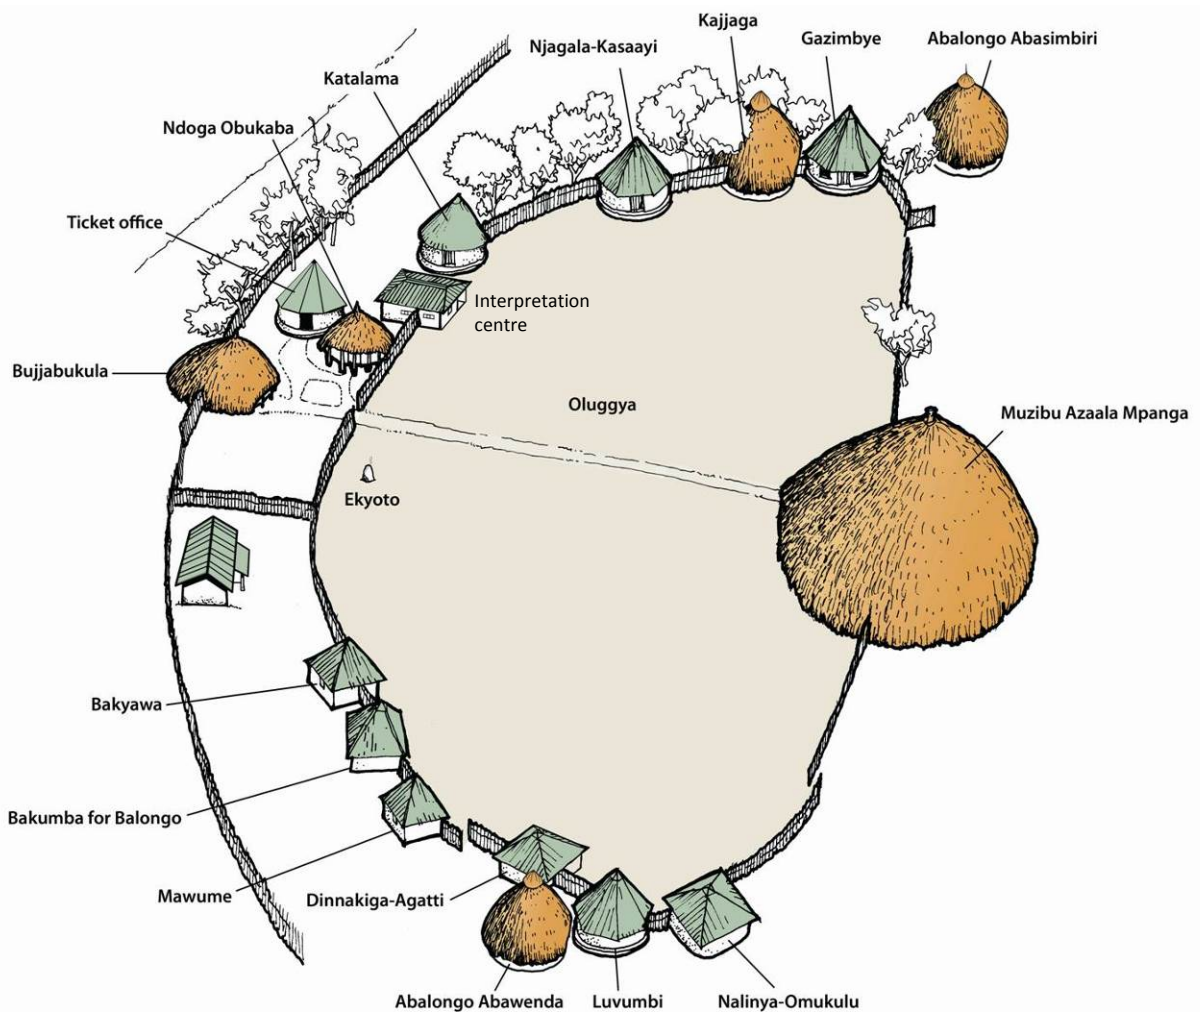 Kajjaga
Njagala-Kasaayi
Gazimbye
Abalongo Abasimbiri
Katalama
Ndoga Obukaba
Ticket office
Interpretation
centre
Bujjabukula
Oluggya
Muzibu Azaala Mpanga
Ekyoto
Bakyawa
Bakumba for Balongo
Mawume
Dinnakiga-Agatti
Abalongo Abawenda
Luvumbi
Nalinya-Omukulu